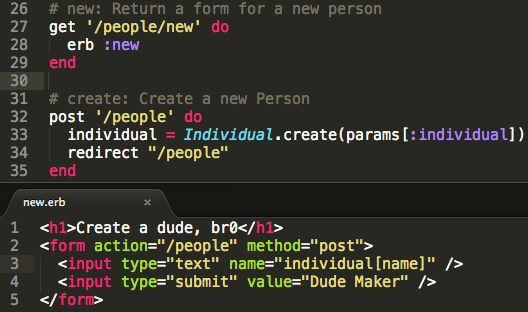 26 # new: Return a form for a new person
27 get '/people/new' do
28 erb :new
29 end
30
31 # create: Create a new Person
32 post '/people' do
33 individual = Individual.create(params[:individual])
34 redirect "/people"
35 end
new.erb ×
1 <h1>Create a dude, br0</h1>
2 <form action="/people" method="post">
3 <input type="text" name="individual[name]" />
4 <input type="submit" value="Dude Maker" />
5 </form>